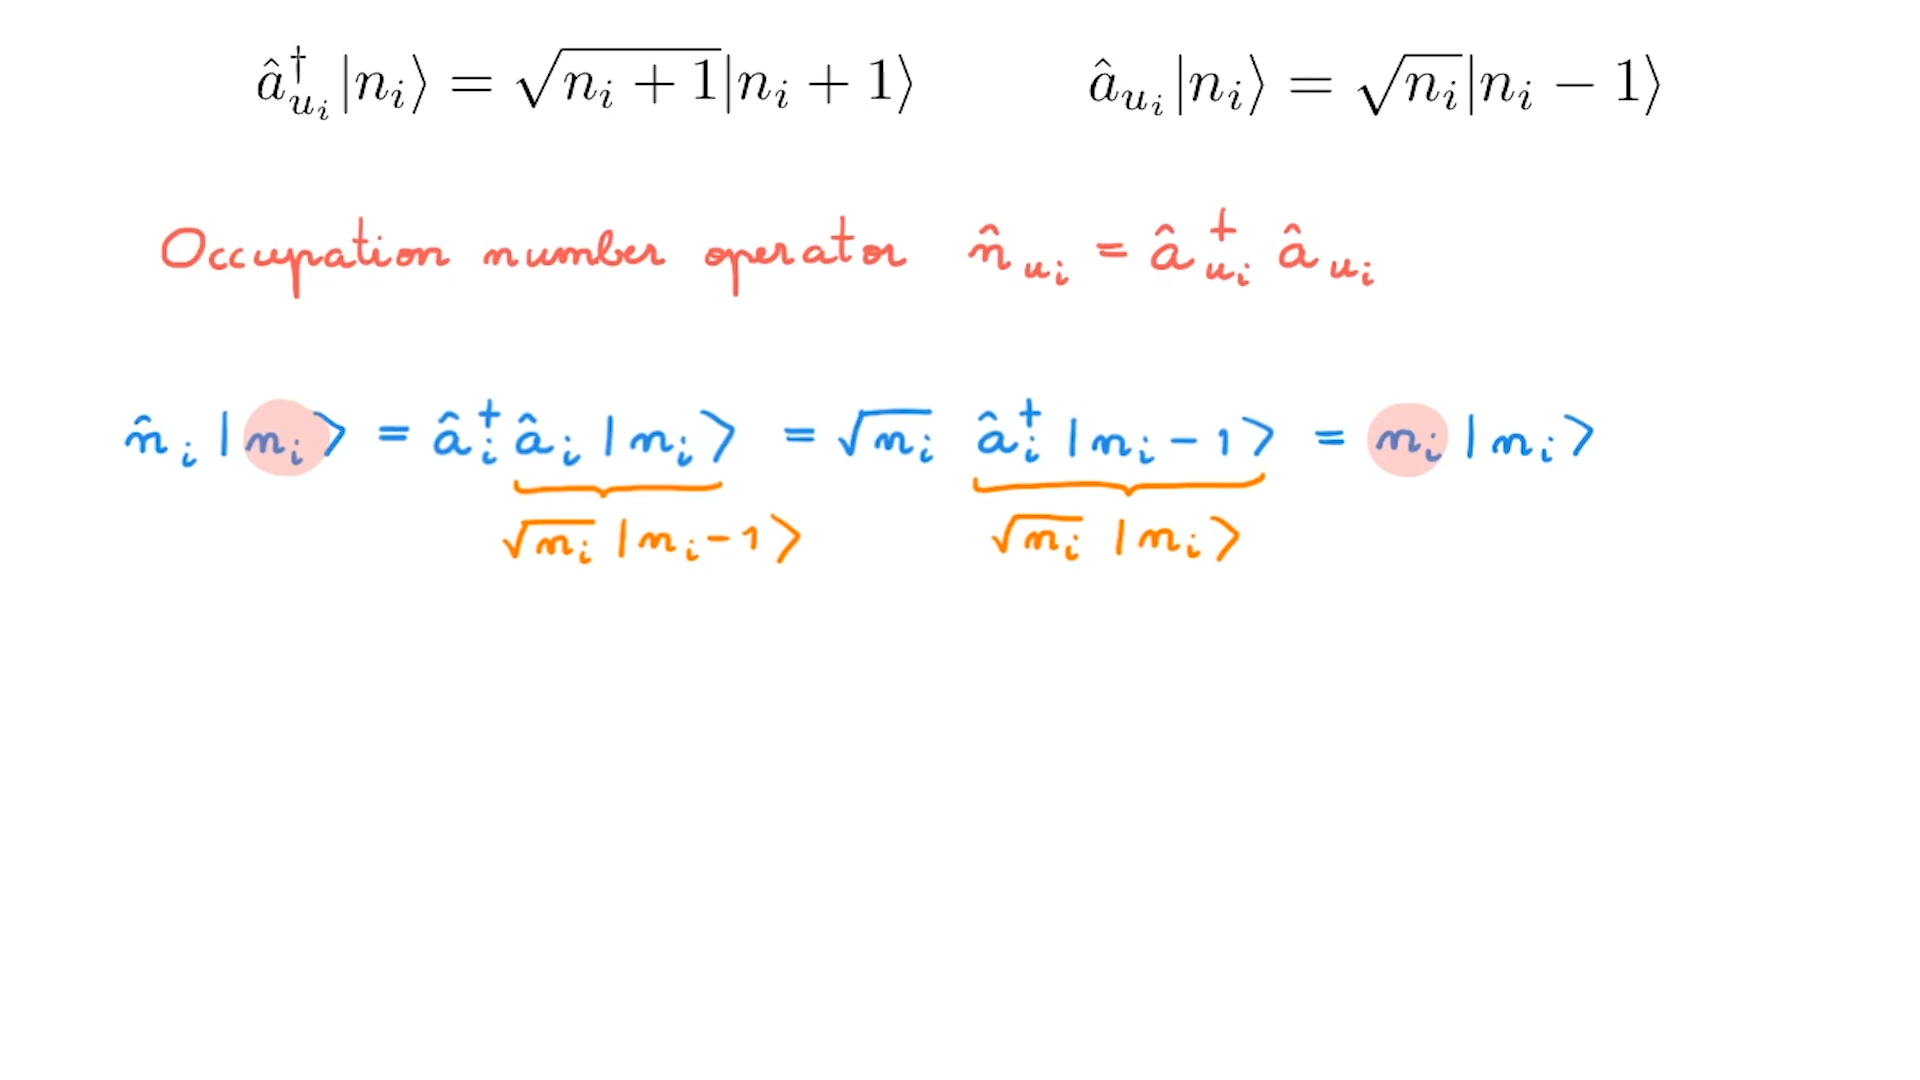 â†_{u_i} |n_i⟩ = √(n_i + 1) |n_i + 1⟩ â_{u_i} |n_i⟩ = √n_i |n_i − 1⟩
Occupation number operator n̂_{u_i} = â†_{u_i} â_{u_i}
n̂_i |n_i⟩ = â†_i â_i |n_i⟩ = √n_i â†_i |n_i − 1⟩ = n_i |n_i⟩
√n_i |n_i − 1⟩ √n_i |n_i⟩